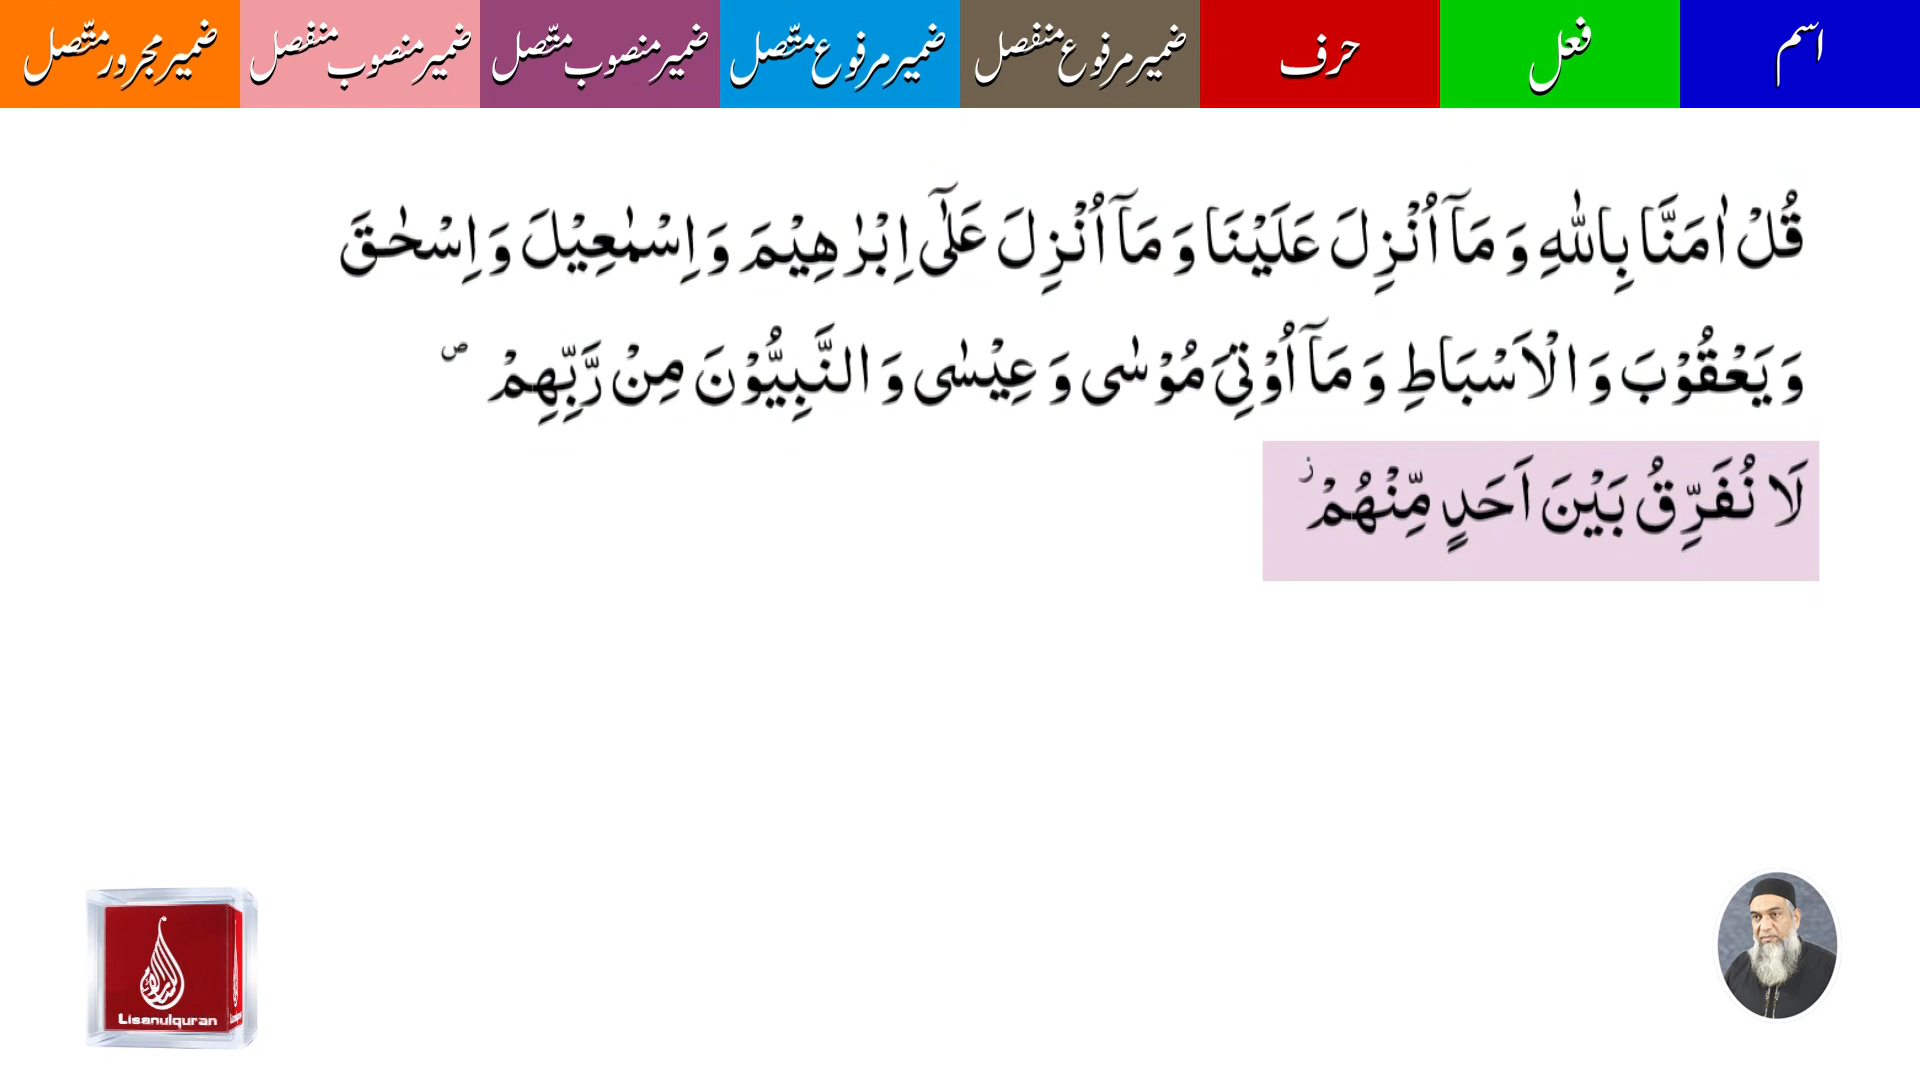 اسم فعل حرف ضمیر مرفوع منفصل ضمیر مرفوع متّصل ضمیر منصوب متّصل ضمیر منصوب منفصل ضمیر مجرور متّصل
قُلْ اٰمَنَّا بِاللّٰهِ وَ مَاۤ اُنْزِلَ عَلَیْنَا وَ مَاۤ اُنْزِلَ عَلٰۤی اِبْرٰهِیْمَ وَ اِسْمٰعِیْلَ وَ اِسْحٰقَ
وَ یَعْقُوْبَ وَ الْاَسْبَاطِ وَ مَاۤ اُوْتِیَ مُوْسٰی وَ عِیْسٰی وَ النَّبِیُّوْنَ مِنْ رَّبِّهِمْ ۪
لَا نُفَرِّقُ بَیْنَ اَحَدٍ مِّنْهُمْ ؗ
Lisanulquran